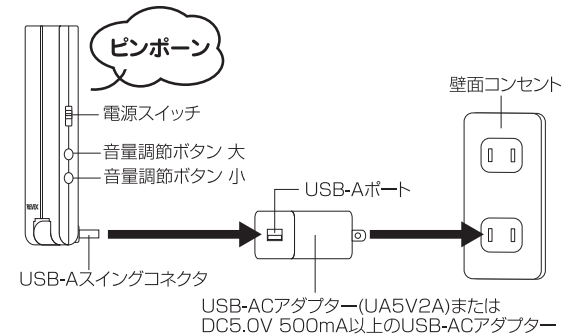 ピンポーン
電源スイッチ
壁面コンセント
音量調節ボタン 大
音量調節ボタン 小
USB-Aポート
REVEX
USB-Aスイングコネクタ
USB-ACアダプター(UA5V2A)または
DC5.0V 500mA以上のUSB-ACアダプター